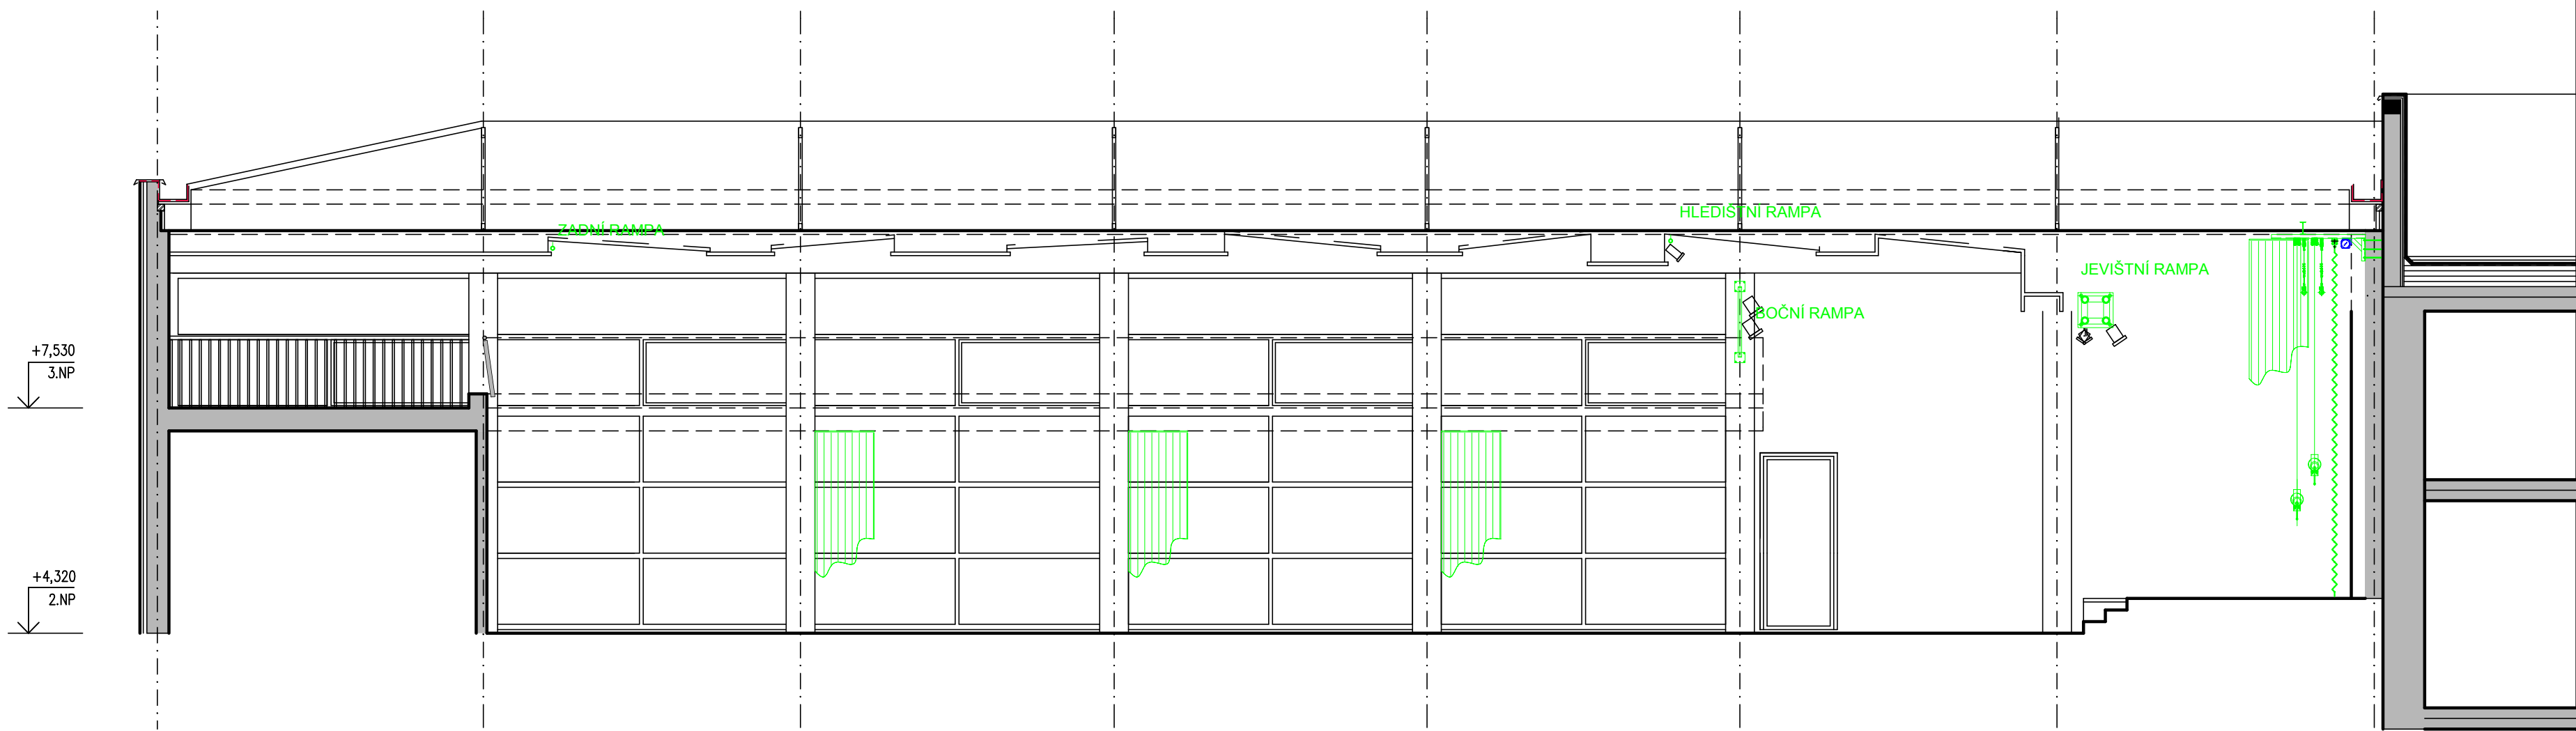 HLEDIŠTNÍ RAMPA
ZADNÍ RAMPA
JEVIŠTNÍ RAMPA
BOČNÍ RAMPA
+7,530
3.NP
+4,320
2.NP